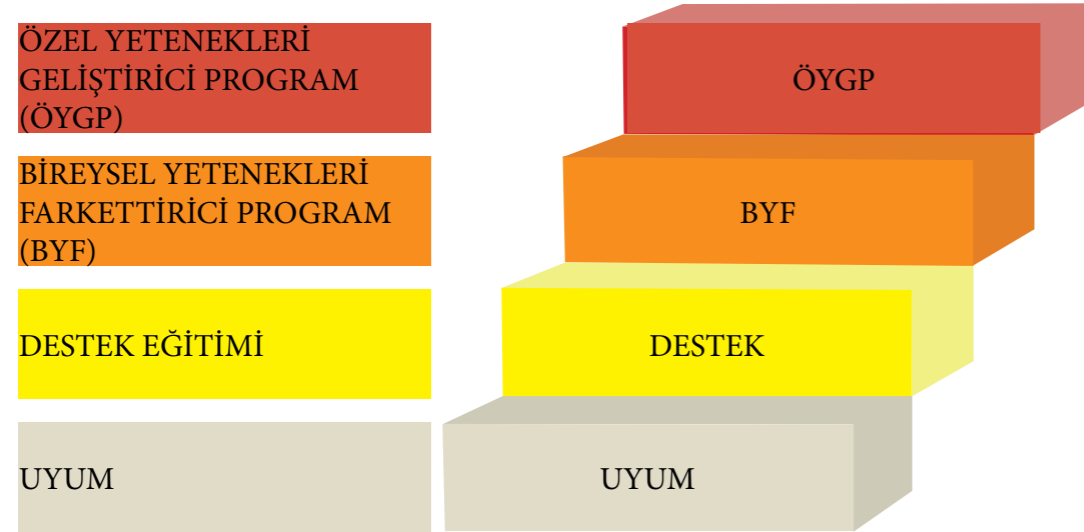 ÖZEL YETENEKLERİ
GELİŞTİRİCİ PROGRAM
(ÖYGP)
ÖYGP
BİREYSEL YETENEKLERİ
FARKETTİRİCİ PROGRAM
(BYF)
BYF
DESTEK EĞİTİMİ
DESTEK
UYUM
UYUM